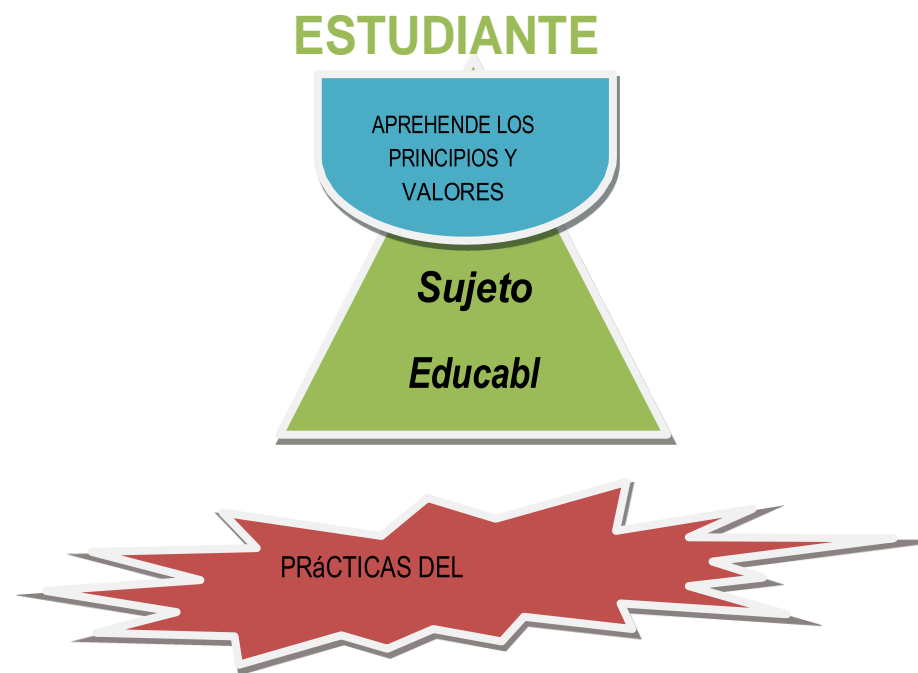 ESTUDIANTE
APREHENDE LOS
PRINCIPIOS Y
VALORES
Sujeto
Educabl
PRáCTICAS DEL